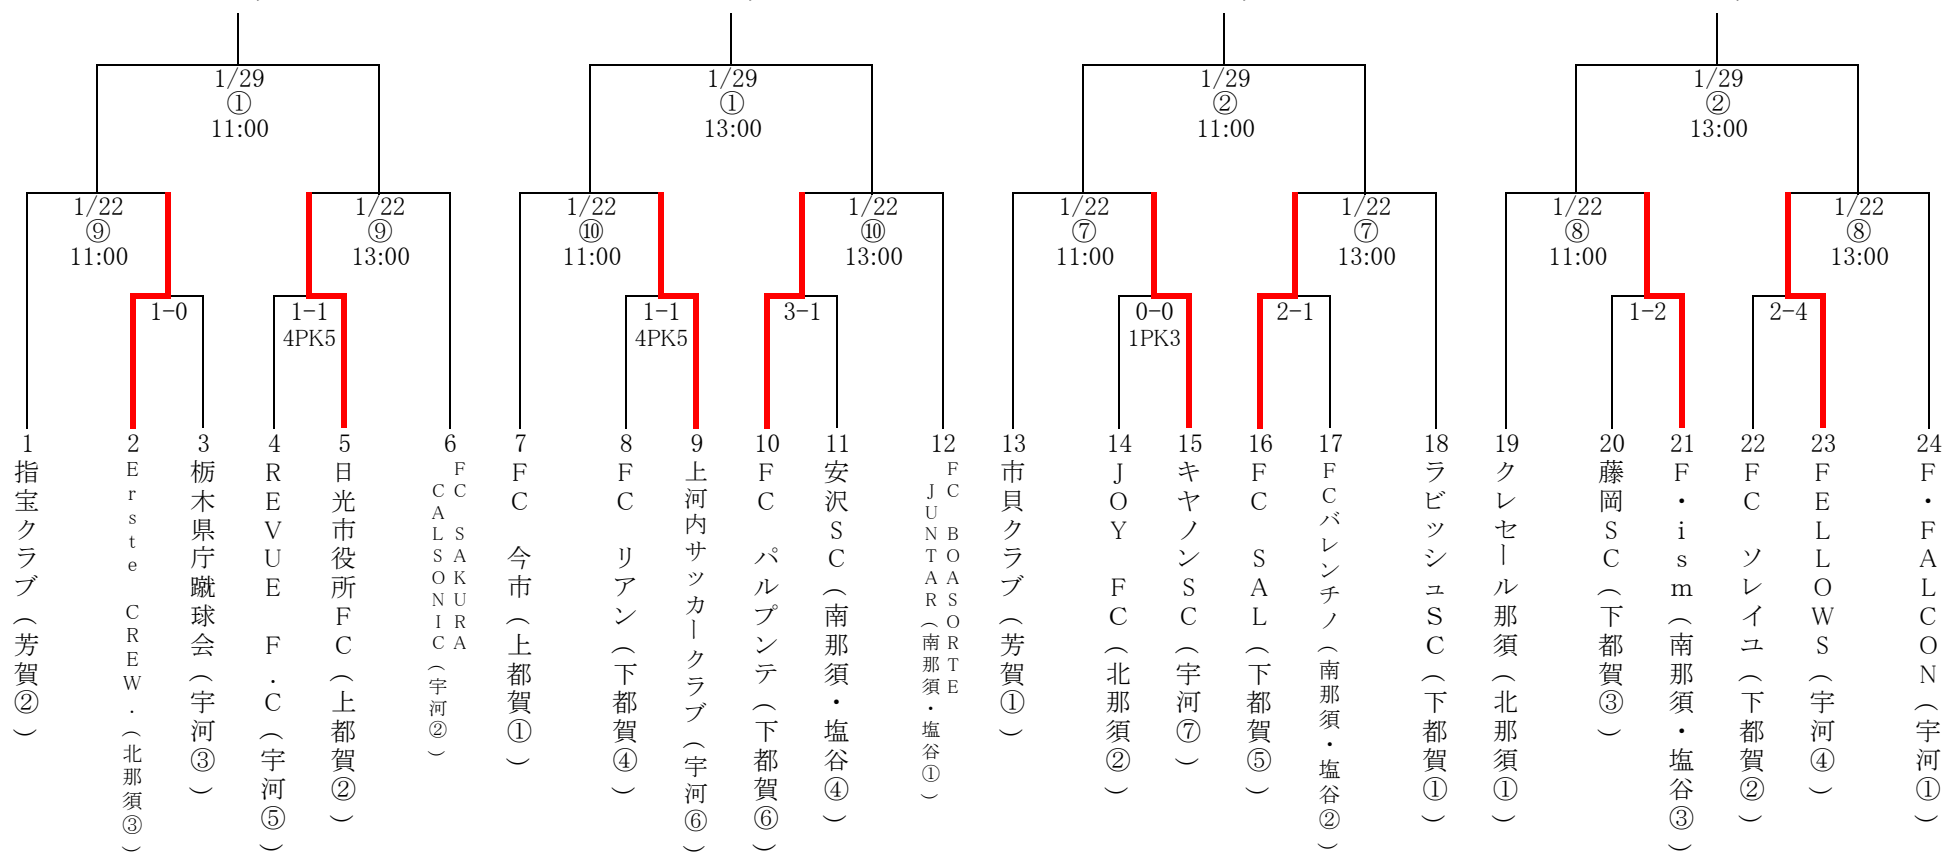 1/29
①
11:00
1/29
①
13:00
1/29
②
11:00
1/29
②
13:00
1/22
⑨
11:00
1/22
⑨
13:00
1/22
⑩
11:00
1/22
⑩
13:00
1/22
⑦
11:00
1/22
⑦
13:00
1/22
⑧
11:00
1/22
⑧
13:00
1-0
1-1
4PK5
1-1
4PK5
3-1
0-0
1PK3
2-1
1-2
2-4
1
指宝クラブ（芳賀②）
2
Erste CREW.（北那須③）
3
栃木県庁蹴球会（宇河③）
4
REVUE F.C（宇河⑤）
5
日光市役所FC（上都賀②）
6
FC SAKURA
CALSONIC（宇河②）
7
FC 今市（上都賀①）
8
FC リアン（下都賀④）
9
上河内サッカークラブ（宇河⑥）
10
FC パルプンテ（下都賀⑥）
11
安沢SC（南那須・塩谷④）
12
FC BOASORTE
JUNTAR（南那須・塩谷①）
13
市貝クラブ（芳賀①）
14
JOY FC（北那須②）
15
キヤノンSC（宇河⑦）
16
FC SAL（下都賀⑤）
17
FCバレンチノ（南那須・塩谷②）
18
ラビッシュSC（下都賀①）
19
クレセール那須（北那須①）
20
藤岡SC（下都賀③）
21
F・ism（南那須・塩谷③）
22
FC ソレイユ（下都賀②）
23
FELLOWS（宇河④）
24
F・FALCON（宇河①）